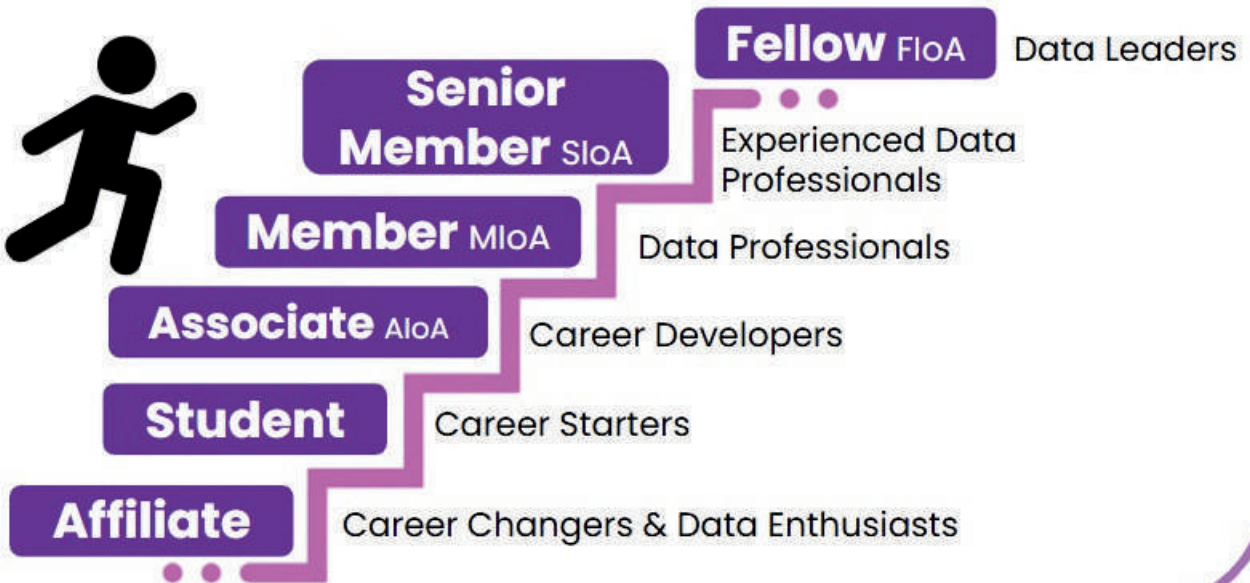 Fellow FIoA
Data Leaders
Senior
Member SIoA
Experienced Data
Professionals
Member MIoA
Data Professionals
Associate AIoA
Career Developers
Student
Career Starters
Affiliate
Career Changers & Data Enthusiasts